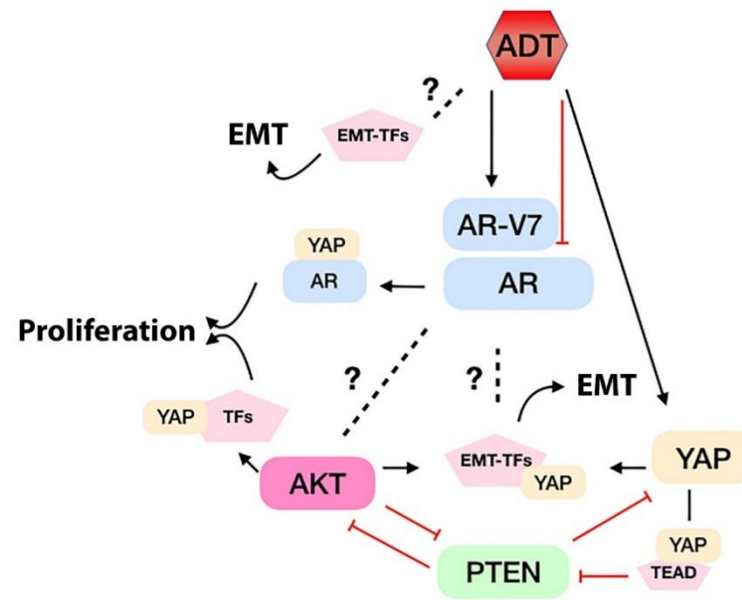 ADT
?
EMT
EMT-TFs
AR-V7
YAP
AR
AR
Proliferation
?
?
EMT
YAP
TFs
EMT-TFs
YAP
YAP
AKT
YAP
PTEN
TEAD